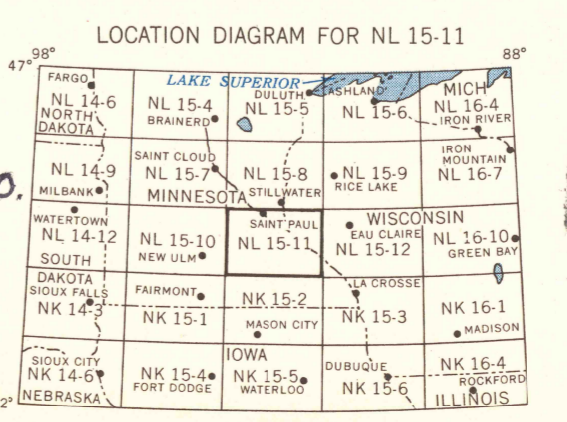 LOCATION DIAGRAM FOR NL 15-11
98°
88°
47°
FARGO
NL 14-6
NORTH
DAKOTA
NL 15-4
BRAINERD
LAKE SUPERIOR
DULUTH
NL 15-5
ASHLAND
NL 15-6
MICH
NL 16-4
IRON RIVER
NL 14-9
MILBANK
SAINT CLOUD
NL 15-7
MINNESOTA
NL 15-8
STILLWATER
NL 15-9
RICE LAKE
IRON
MOUNTAIN
NL 16-7
WATERTOWN
NL 14-12
SOUTH
DAKOTA
NL 15-10
NEW ULM
SAINT PAUL
NL 15-11
WISCONSIN
EAU CLAIRE
NL 15-12
NL 16-10
GREEN BAY
SIOUX FALLS
NK 14-3
FAIRMONT
NK 15-1
NK 15-2
MASON CITY
LA CROSSE
NK 15-3
NK 16-1
MADISON
SIOUX CITY
NK 14-6
NEBRASKA
NK 15-4
FORT DODGE
IOWA
NK 15-5
WATERLOO
DUBUQUE
NK 15-6
NK 16-4
ROCKFORD
ILLINOIS
2°